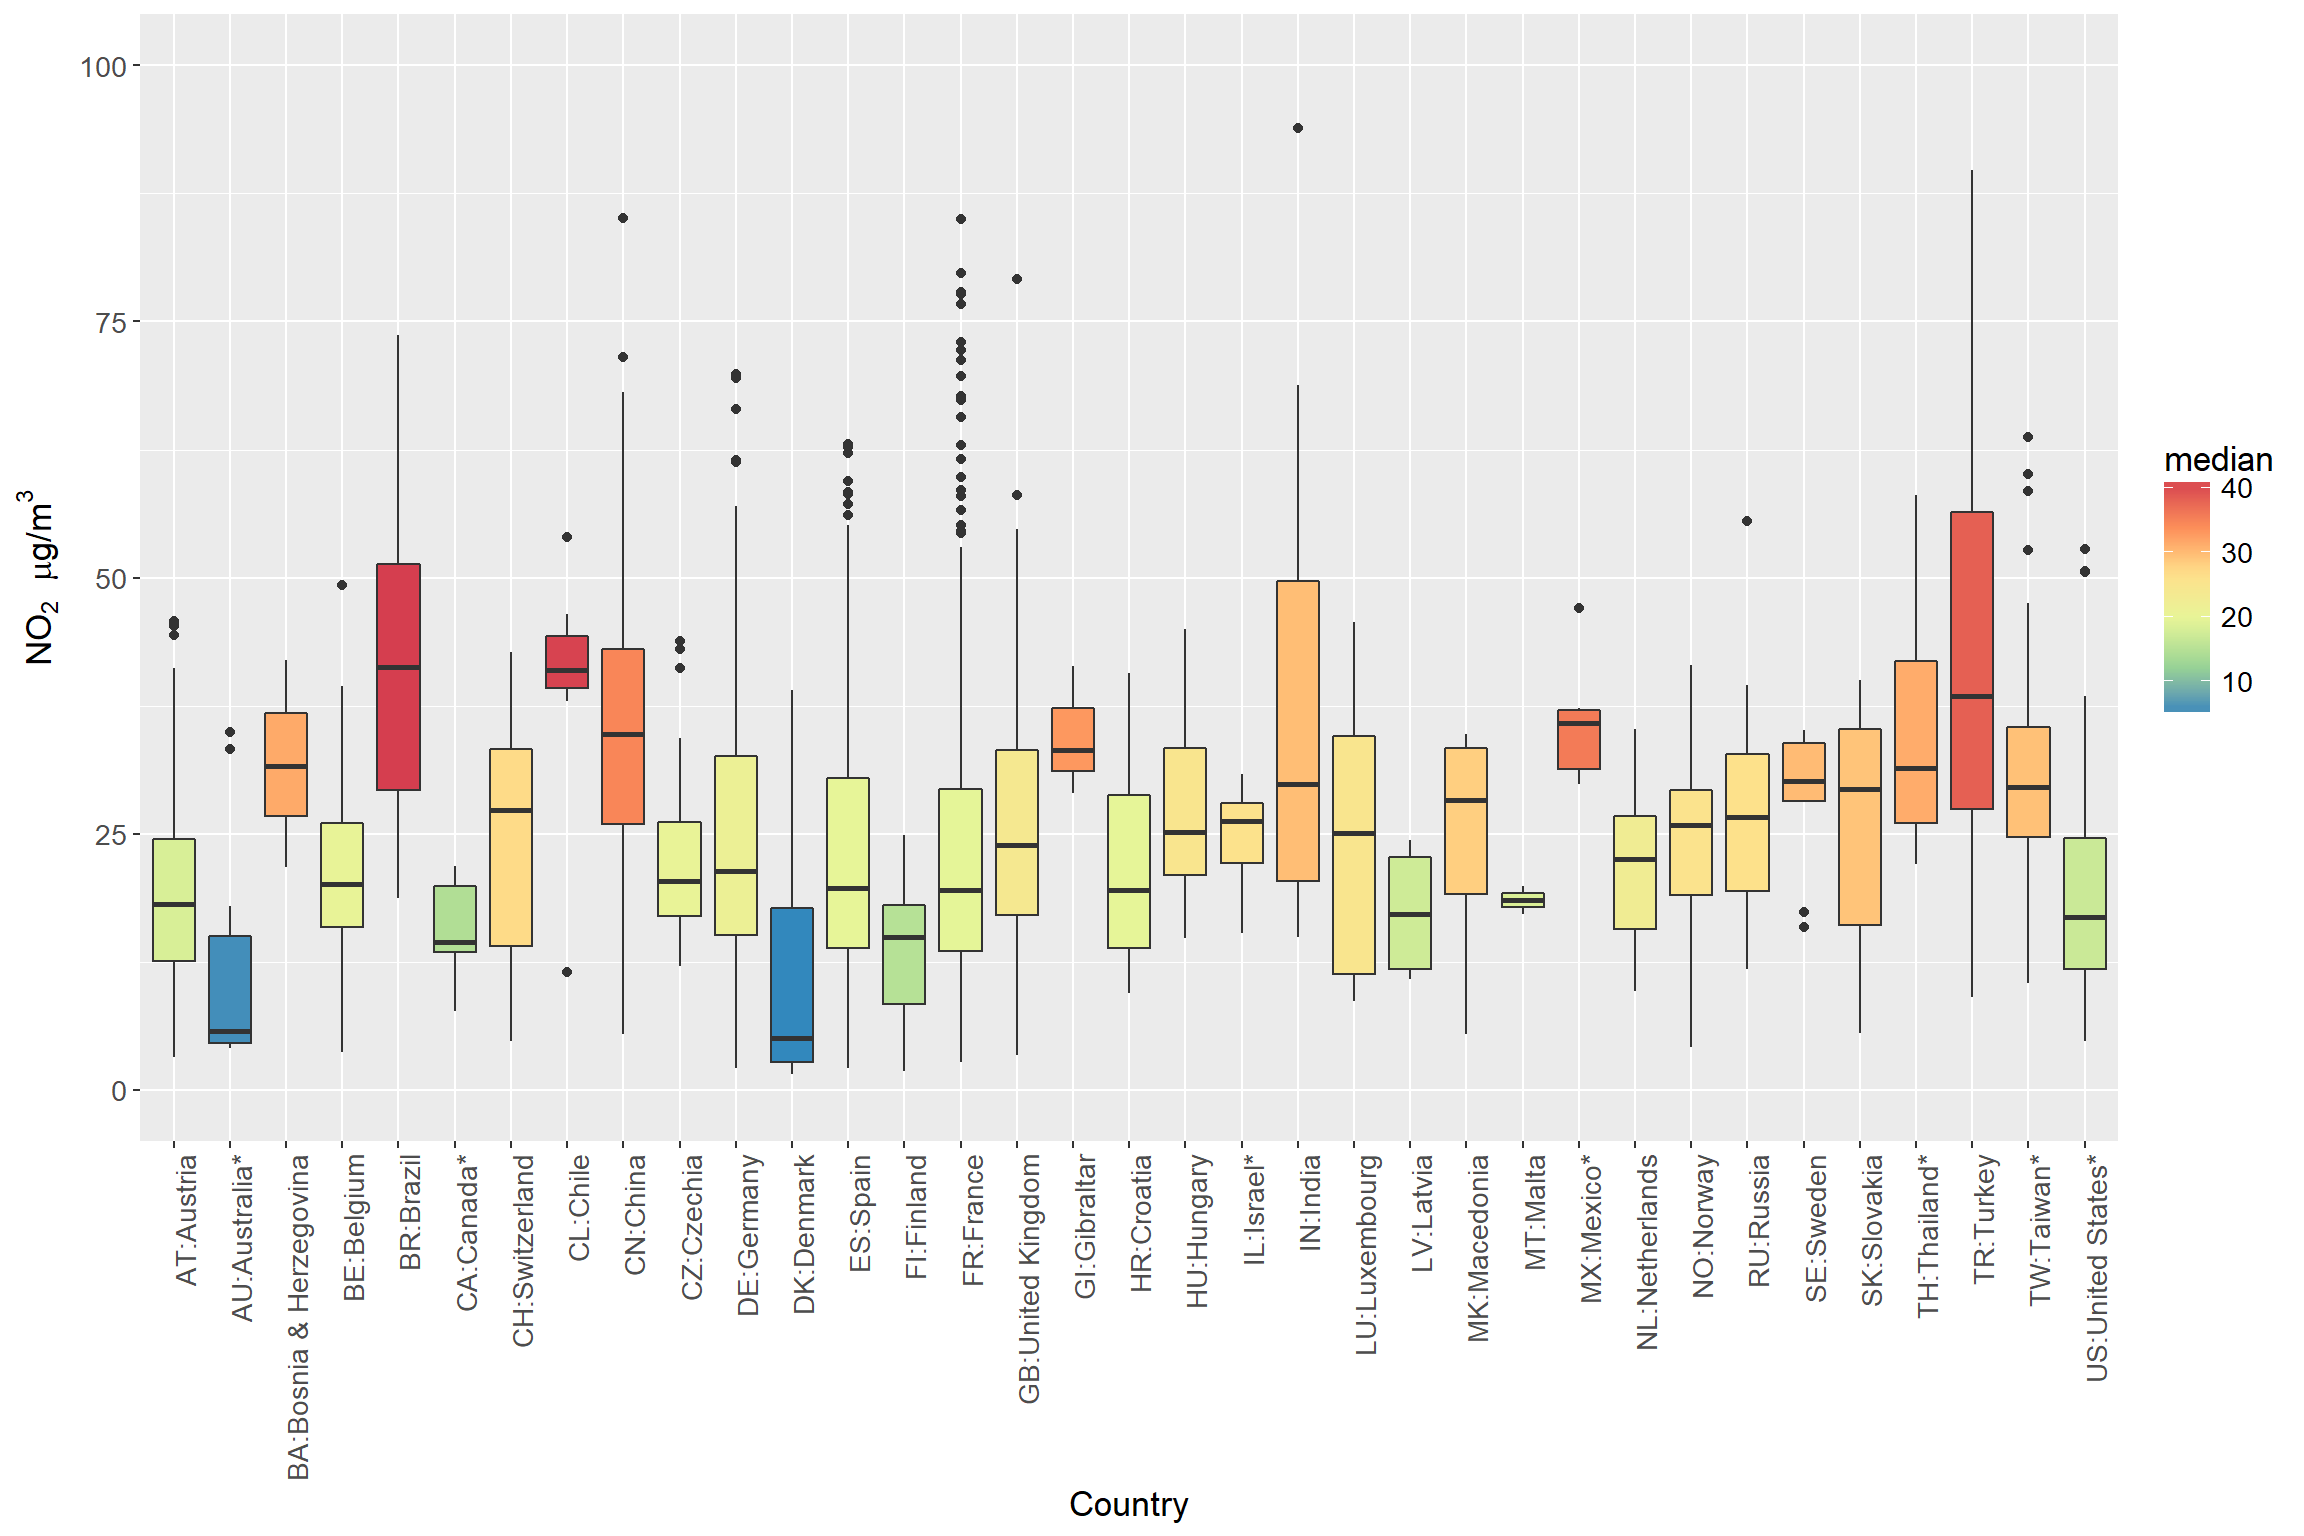 100
75
50
25
0
NO₂ μg/m³
AT:Austria
AU:Australia*
BA:Bosnia & Herzegovina
BE:Belgium
BR:Brazil
CA:Canada*
CH:Switzerland
CL:Chile
CN:China
CZ:Czechia
DE:Germany
DK:Denmark
ES:Spain
FI:Finland
FR:France
GB:United Kingdom
GI:Gibraltar
HR:Croatia
HU:Hungary
IL:Israel*
IN:India
LU:Luxembourg
LV:Latvia
MK:Macedonia
MT:Malta
MX:Mexico*
NL:Netherlands
NO:Norway
RU:Russia
SE:Sweden
SK:Slovakia
TH:Thailand*
TR:Turkey
TW:Taiwan*
US:United States*
Country
median
40
30
20
10